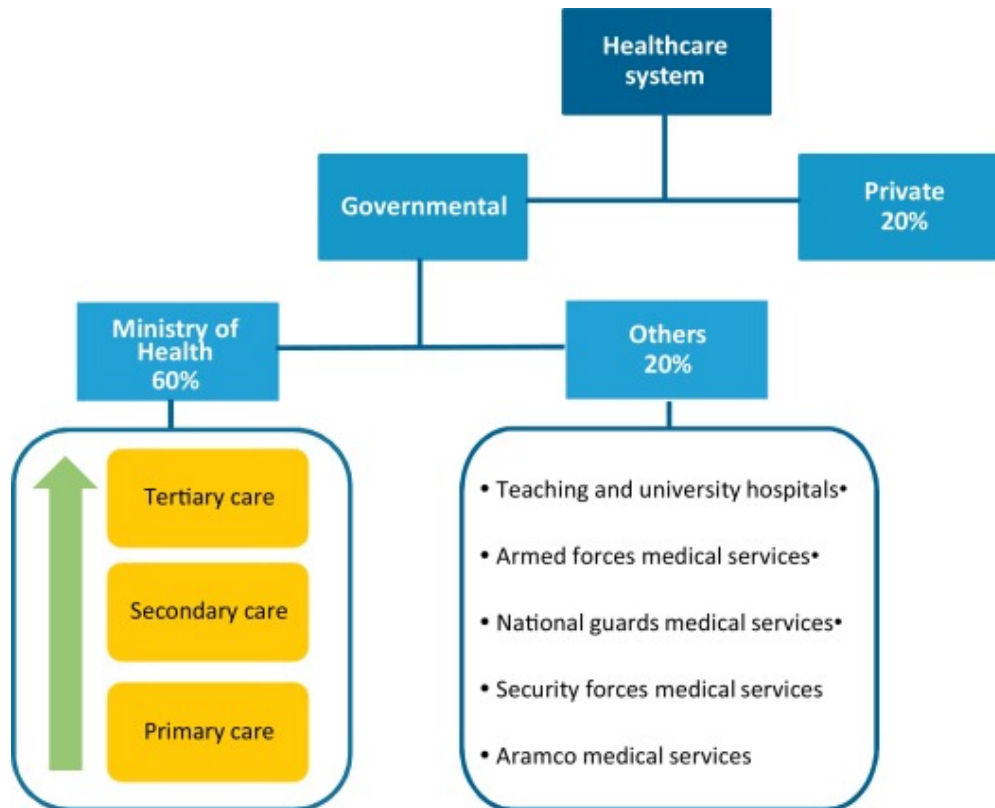 Healthcare
system
Governmental
Private
20%
Ministry of
Health
60%
Others
20%
Tertiary care
Secondary care
Primary care
• Teaching and university hospitals•
• Armed forces medical services•
• National guards medical services•
• Security forces medical services
• Aramco medical services